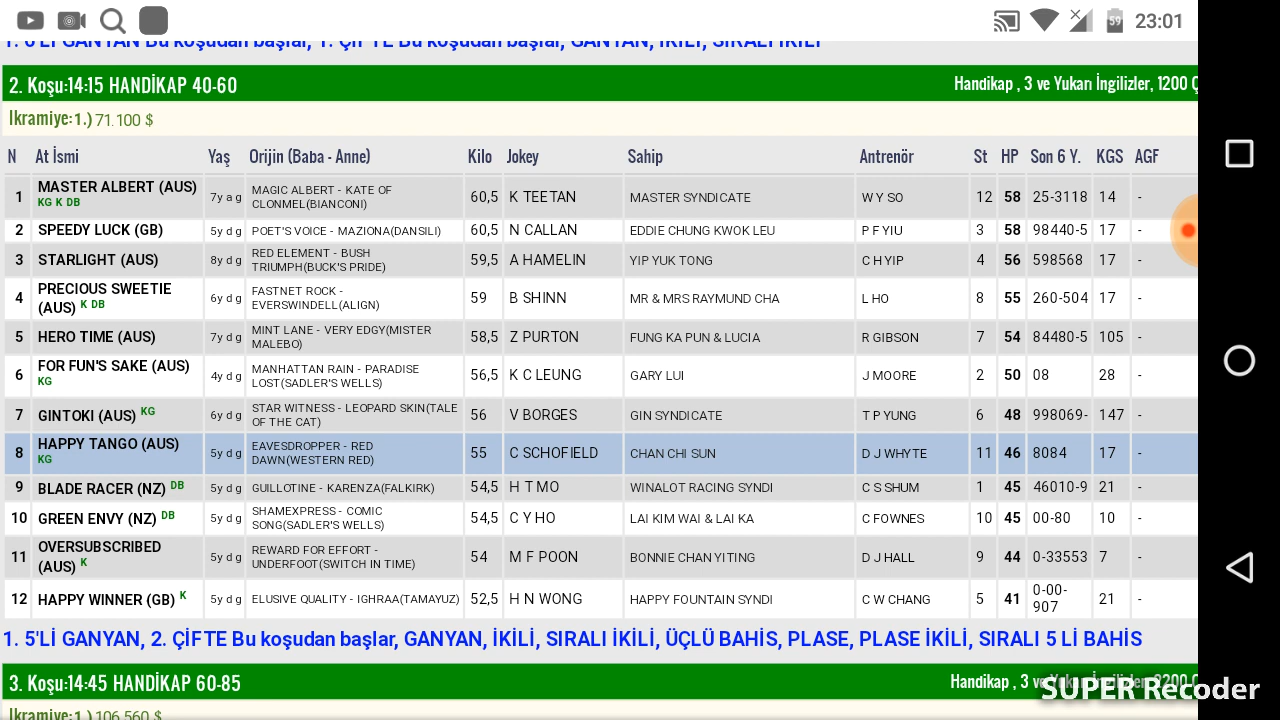 59 23:01
1. 6'LI GANYAN Bu koşudan başlar, 1. ÇİFTE Bu koşudan başlar, GANYAN, İKİLİ, SIRALI İKİLİ
2. Koşu:14:15 HANDİKAP 40-60 Handikap , 3 ve Yukarı İngilizler, 1200 Ç
Ikramiye:1.) 71.100 $
N At İsmi Yaş Orijin (Baba - Anne) Kilo Jokey Sahip Antrenör St HP Son 6 Y. KGS AGF
1 MASTER ALBERT (AUS) KG K DB 7y a g MAGIC ALBERT - KATE OF CLONMEL(BIANCONI) 60,5 K TEETAN MASTER SYNDICATE W Y SO 12 58 25-3118 14 -
2 SPEEDY LUCK (GB) 5y d g POET'S VOICE - MAZIONA(DANSILI) 60,5 N CALLAN EDDIE CHUNG KWOK LEU P F YIU 3 58 98440-5 17 -
3 STARLIGHT (AUS) 8y d g RED ELEMENT - BUSH TRIUMPH(BUCK'S PRIDE) 59,5 A HAMELIN YIP YUK TONG C H YIP 4 56 598568 17 -
4 PRECIOUS SWEETIE (AUS) K DB 6y d g FASTNET ROCK - EVERSWINDELL(ALIGN) 59 B SHINN MR & MRS RAYMUND CHA L HO 8 55 260-504 17 -
5 HERO TIME (AUS) 7y d g MINT LANE - VERY EDGY(MISTER MALEBO) 58,5 Z PURTON FUNG KA PUN & LUCIA R GIBSON 7 54 84480-5 105 -
6 FOR FUN'S SAKE (AUS) KG 4y d g MANHATTAN RAIN - PARADISE LOST(SADLER'S WELLS) 56,5 K C LEUNG GARY LUI J MOORE 2 50 08 28 -
7 GINTOKI (AUS) KG 6y d g STAR WITNESS - LEOPARD SKIN(TALE OF THE CAT) 56 V BORGES GIN SYNDICATE T P YUNG 6 48 998069- 147 -
8 HAPPY TANGO (AUS) KG 5y d g EAVESDROPPER - RED DAWN(WESTERN RED) 55 C SCHOFIELD CHAN CHI SUN D J WHYTE 11 46 8084 17 -
9 BLADE RACER (NZ) DB 5y d g GUILLOTINE - KARENZA(FALKIRK) 54,5 H T MO WINALOT RACING SYNDI C S SHUM 1 45 46010-9 21 -
10 GREEN ENVY (NZ) DB 5y d g SHAMEXPRESS - COMIC SONG(SADLER'S WELLS) 54,5 C Y HO LAI KIM WAI & LAI KA C FOWNES 10 45 00-80 10 -
11 OVERSUBSCRIBED (AUS) K 5y d g REWARD FOR EFFORT - UNDERFOOT(SWITCH IN TIME) 54 M F POON BONNIE CHAN YI TING D J HALL 9 44 0-33553 7 -
12 HAPPY WINNER (GB) K 5y d g ELUSIVE QUALITY - IGHRAA(TAMAYUZ) 52,5 H N WONG HAPPY FOUNTAIN SYNDI C W CHANG 5 41 0-00-907 21 -
1. 5'Lİ GANYAN, 2. ÇİFTE Bu koşudan başlar, GANYAN, İKİLİ, SIRALI İKİLİ, ÜÇLÜ BAHİS, PLASE, PLASE İKİLİ, SIRALI 5 Lİ BAHİS
3. Koşu:14:45 HANDİKAP 60-85 Handikap , 3 ve Yukarı İngilizler, 2200 Ç
SUPER Recoder
Ikramiye:1.) 106.560 $